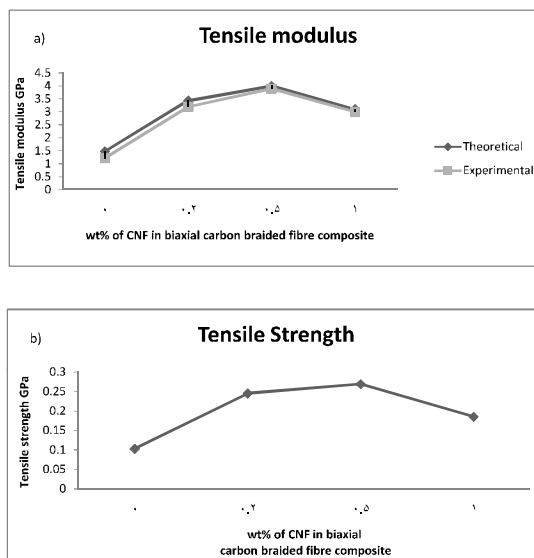 a)
Tensile modulus
Tensile modulus GPa
4.5
4
3.5
3
2.5
2
1.5
1
0.5
0
٠ ٠.٢ ٠.٥ ١
wt% of CNF in biaxial carbon braided fibre composite
Theoretical
Experimental
b)
Tensile Strength
Tensile strength GPa
0.3
0.25
0.2
0.15
0.1
0.05
0
٠ ٠.٢ ٠.٥ ١
wt% of CNF in biaxial
carbon braided fibre composite